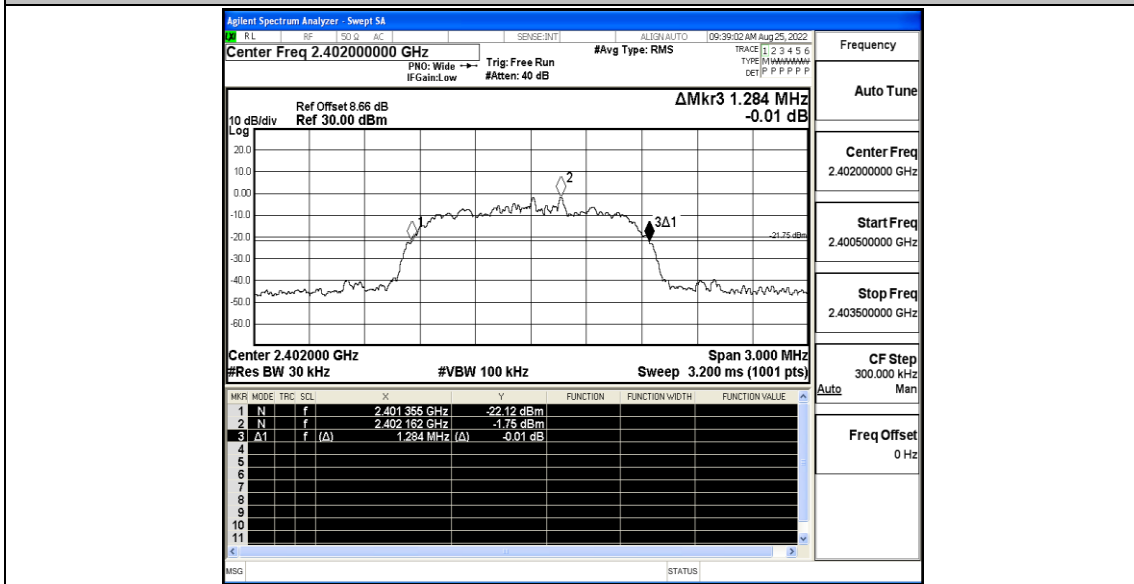 Agilent Spectrum Analyzer - Swept SA
RL RF 50 Ω AC SENSE:INT ALIGN AUTO 09:39:02 AM Aug 25, 2022
Center Freq 2.402000000 GHz
PNO: Wide
IFGain:Low
Trig: Free Run
#Atten: 40 dB
#Avg Type: RMS
TRACE 1 2 3 4 5 6
TYPE M
DET P P P P P P
Ref Offset 8.66 dB
Ref 30.00 dBm
10 dB/div
Log
ΔMkr3 1.284 MHz
-0.01 dB
20.0
10.0
0.00
-10.0
-20.0
-30.0
-40.0
-50.0
-60.0
1
2
3Δ1
-21.75 dBm
Center 2.402000 GHz
Span 3.000 MHz
#Res BW 30 kHz
#VBW 100 kHz
Sweep 3.200 ms (1001 pts)
MKR MODE TRC SCL X Y FUNCTION FUNCTION WIDTH FUNCTION VALUE
1 N f 2.401 355 GHz -22.12 dBm
2 N f 2.402 162 GHz -1.75 dBm
3 Δ1 f (Δ) 1.284 MHz (Δ) -0.01 dB
4
5
6
7
8
9
10
11
MSG
STATUS
Frequency
Auto Tune
Center Freq
2.402000000 GHz
Start Freq
2.400500000 GHz
Stop Freq
2.403500000 GHz
CF Step
300.000 kHz
Auto Man
Freq Offset
0 Hz